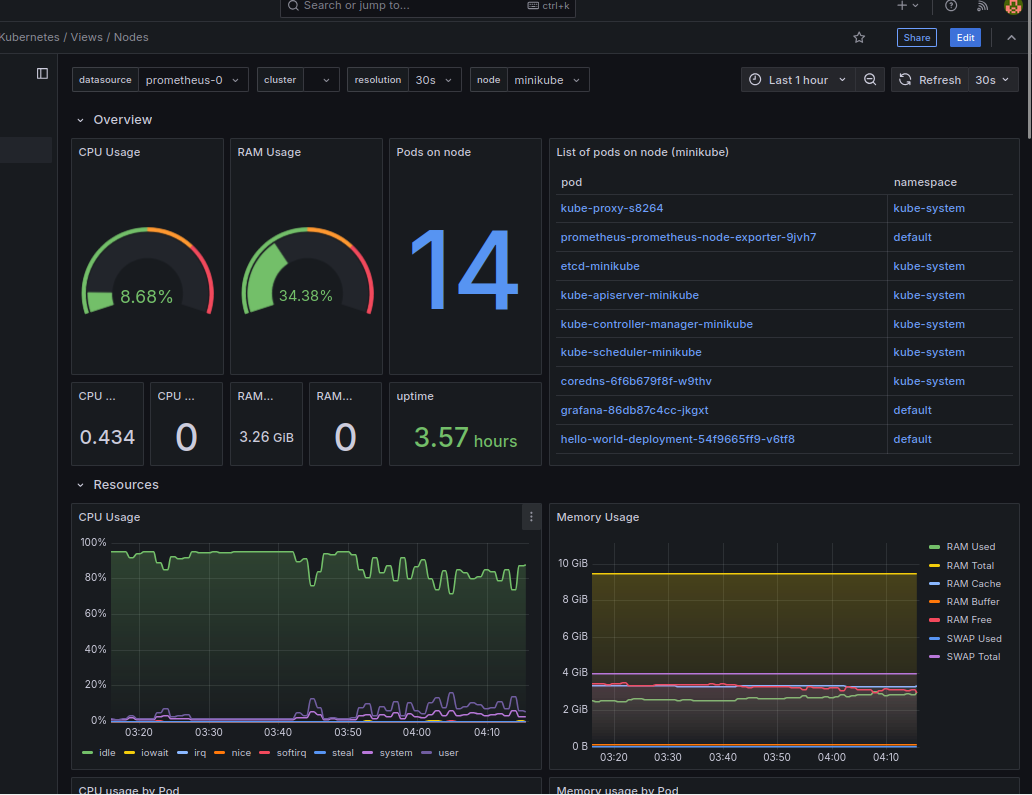 Search or jump to... ctrl+k
Kubernetes / Views / Nodes
Share Edit
datasource prometheus-0 cluster resolution 30s node minikube Last 1 hour Refresh 30s
Overview
CPU Usage
8.68%
RAM Usage
34.38%
Pods on node
14
List of pods on node (minikube)
pod namespace
kube-proxy-s8264 kube-system
prometheus-prometheus-node-exporter-9jvh7 default
etcd-minikube kube-system
kube-apiserver-minikube kube-system
kube-controller-manager-minikube kube-system
kube-scheduler-minikube kube-system
coredns-6f6b679f8f-w9thv kube-system
grafana-86db87c4cc-jkgxt default
hello-world-deployment-54f9665ff9-v6tf8 default
CPU ...
0.434
CPU ...
0
RAM...
3.26 GiB
RAM...
0
uptime
3.57 hours
Resources
CPU Usage
100%
80%
60%
40%
20%
0%
03:20 03:30 03:40 03:50 04:00 04:10
idle iowait irq nice softirq steal system user
Memory Usage
10 GiB
8 GiB
6 GiB
4 GiB
2 GiB
0 B
03:20 03:30 03:40 03:50 04:00 04:10
RAM Used
RAM Total
RAM Cache
RAM Buffer
RAM Free
SWAP Used
SWAP Total
CPU usage by Pod
Memory usage by Pod